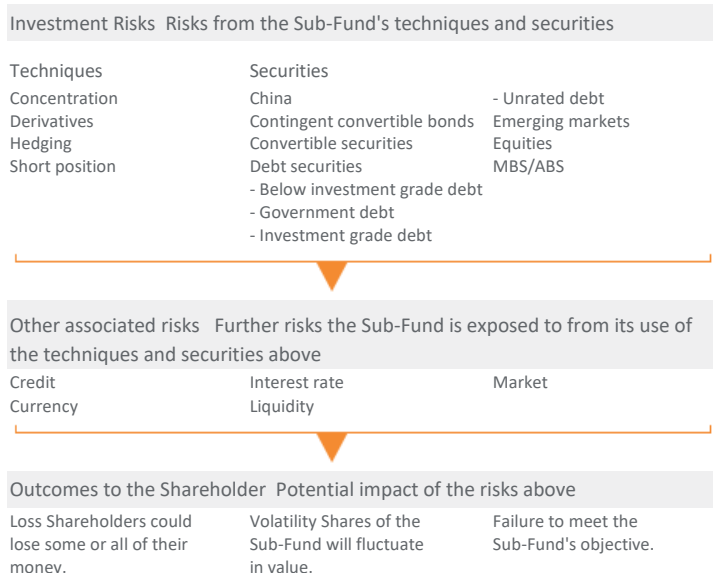 Investment Risks Risks from the Sub-Fund's techniques and securities
Techniques
Concentration
Derivatives
Hedging
Short position
Securities
China
Contingent convertible bonds
Convertible securities
Debt securities
- Below investment grade debt
- Government debt
- Investment grade debt
- Unrated debt
Emerging markets
Equities
MBS/ABS
Other associated risks Further risks the Sub-Fund is exposed to from its use of
the techniques and securities above
Credit
Currency
Interest rate
Liquidity
Market
Outcomes to the Shareholder Potential impact of the risks above
Loss Shareholders could
lose some or all of their
money.
Volatility Shares of the
Sub-Fund will fluctuate
in value.
Failure to meet the
Sub-Fund's objective.